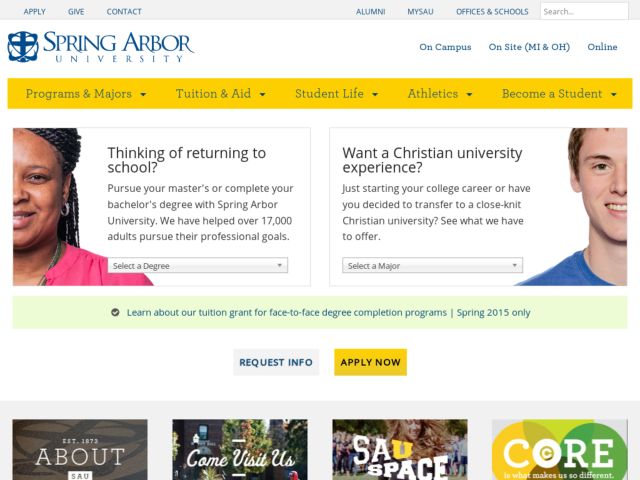 APPLY GIVE CONTACT ALUMNI MYSAU OFFICES & SCHOOLS Search...
SPRING ARBOR
UNIVERSITY
On Campus On Site (MI & OH) Online
Programs & Majors Tuition & Aid Student Life Athletics Become a Student
Thinking of returning to
school?
Pursue your master's or complete your
bachelor's degree with Spring Arbor
University. We have helped over 17,000
adults pursue their professional goals.
Select a Degree
Want a Christian university
experience?
Just starting your college career or have
you decided to transfer to a close-knit
Christian university? See what we have
to offer.
Select a Major
Learn about our tuition grant for face-to-face degree completion programs | Spring 2015 only
REQUEST INFO APPLY NOW
EST. 1873
ABOUT
SAU
Come Visit Us
SAU
SPACE
CORE
is what makes us so different.